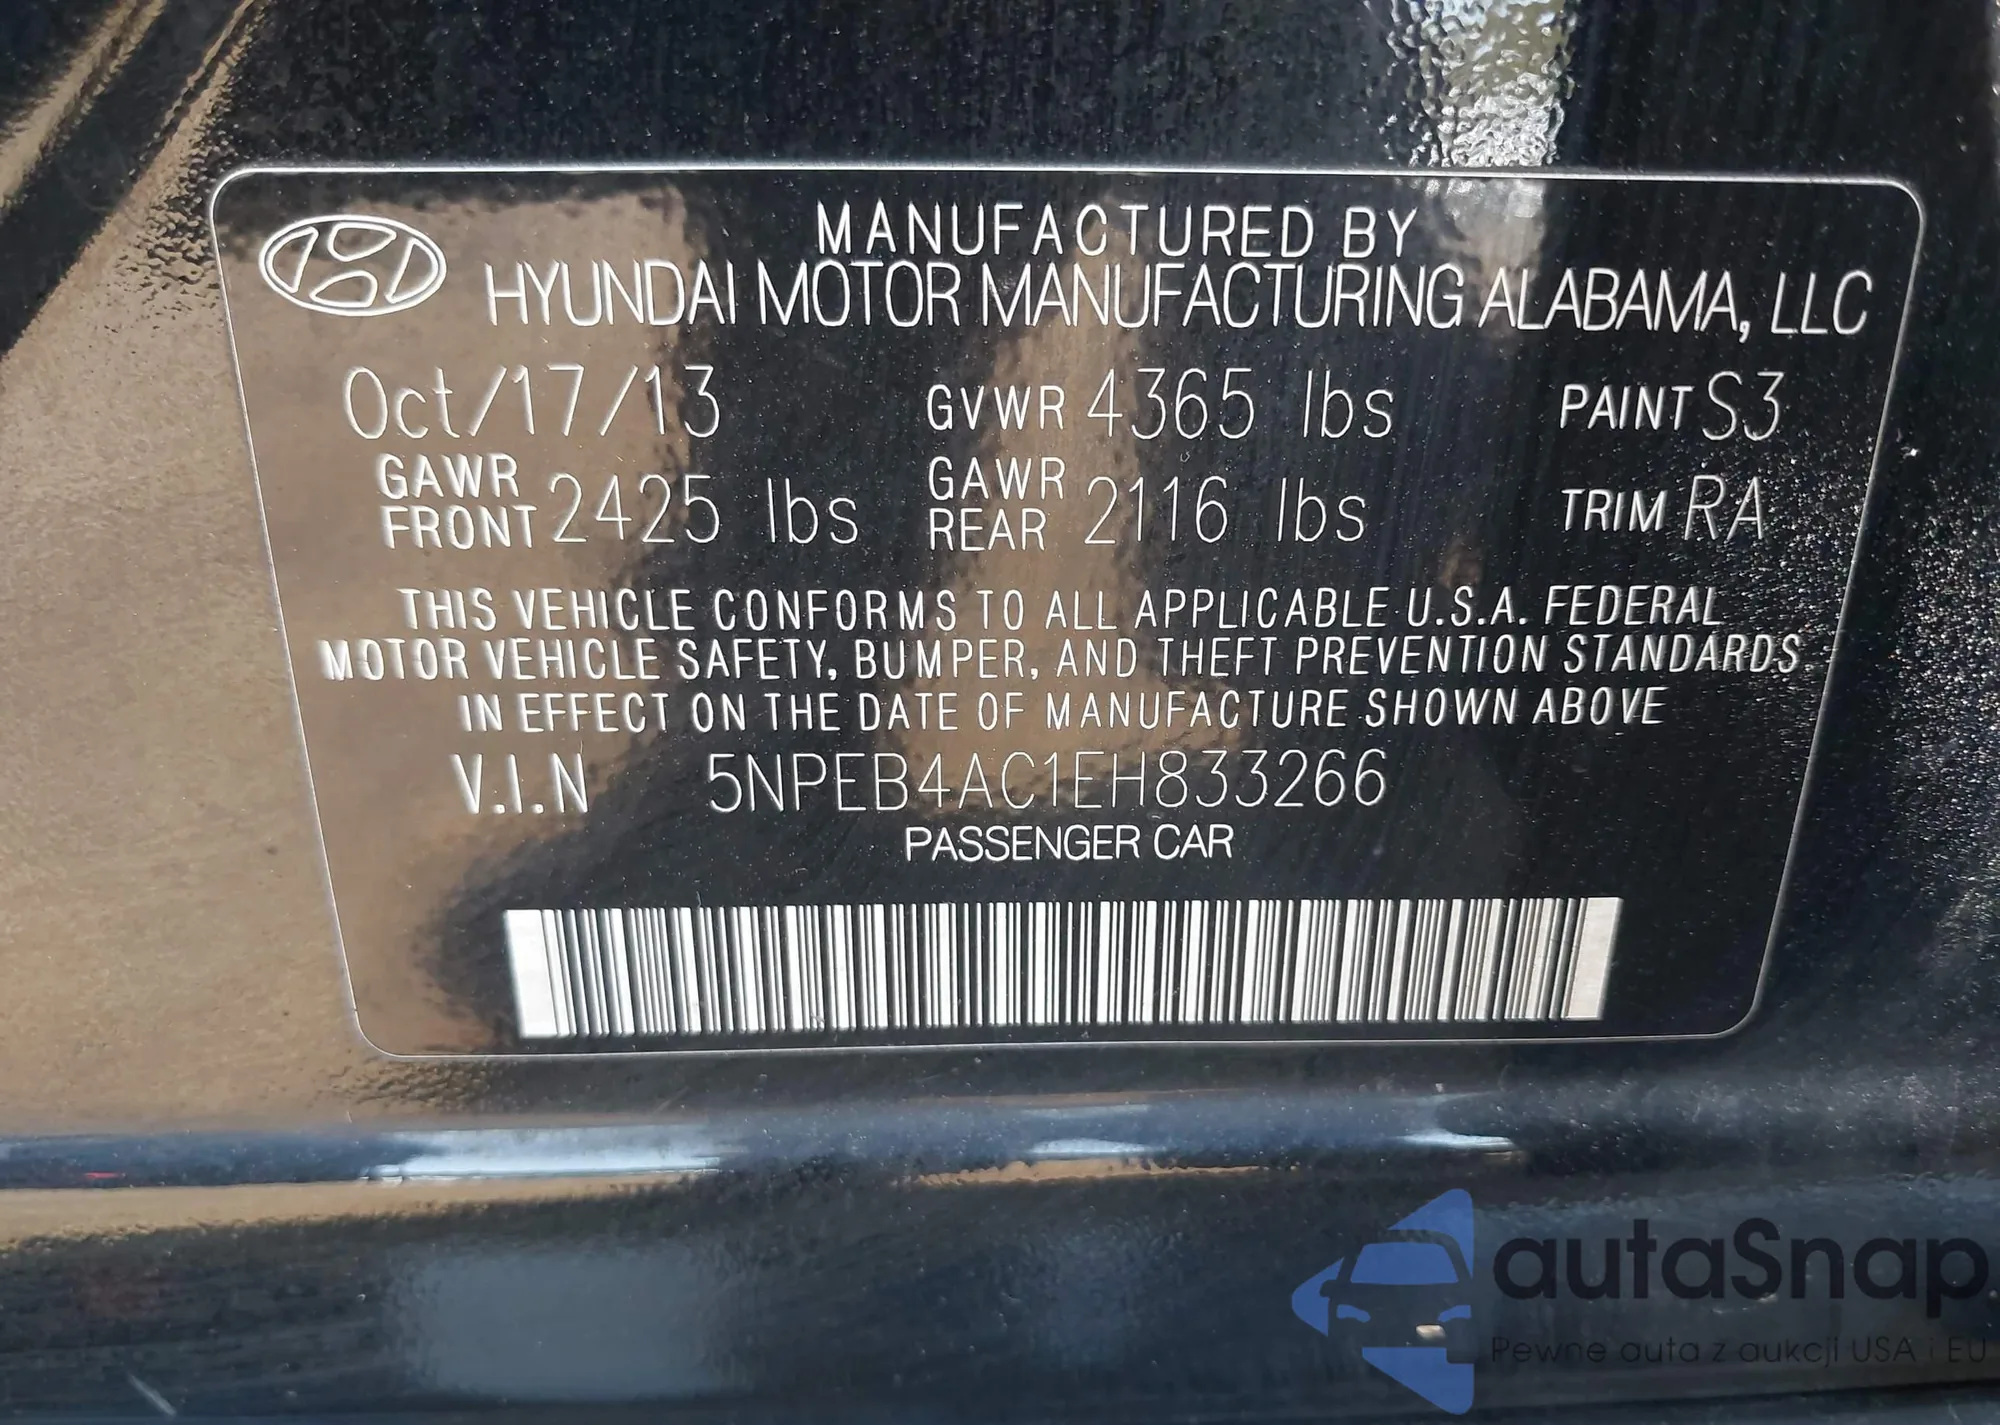 MANUFACTURED BY
HYUNDAI MOTOR MANUFACTURING ALABAMA, LLC
Oct/17/13 GVWR 4365 lbs PAINT S3
GAWR FRONT 2425 lbs GAWR REAR 2116 lbs TRIM RA
THIS VEHICLE CONFORMS TO ALL APPLICABLE U.S.A. FEDERAL
MOTOR VEHICLE SAFETY, BUMPER, AND THEFT PREVENTION STANDARDS
IN EFFECT ON THE DATE OF MANUFACTURE SHOWN ABOVE
V.I.N 5NPEB4AC1EH833266
PASSENGER CAR
autaSnap.
Pewne auta z aukcji USA i EU